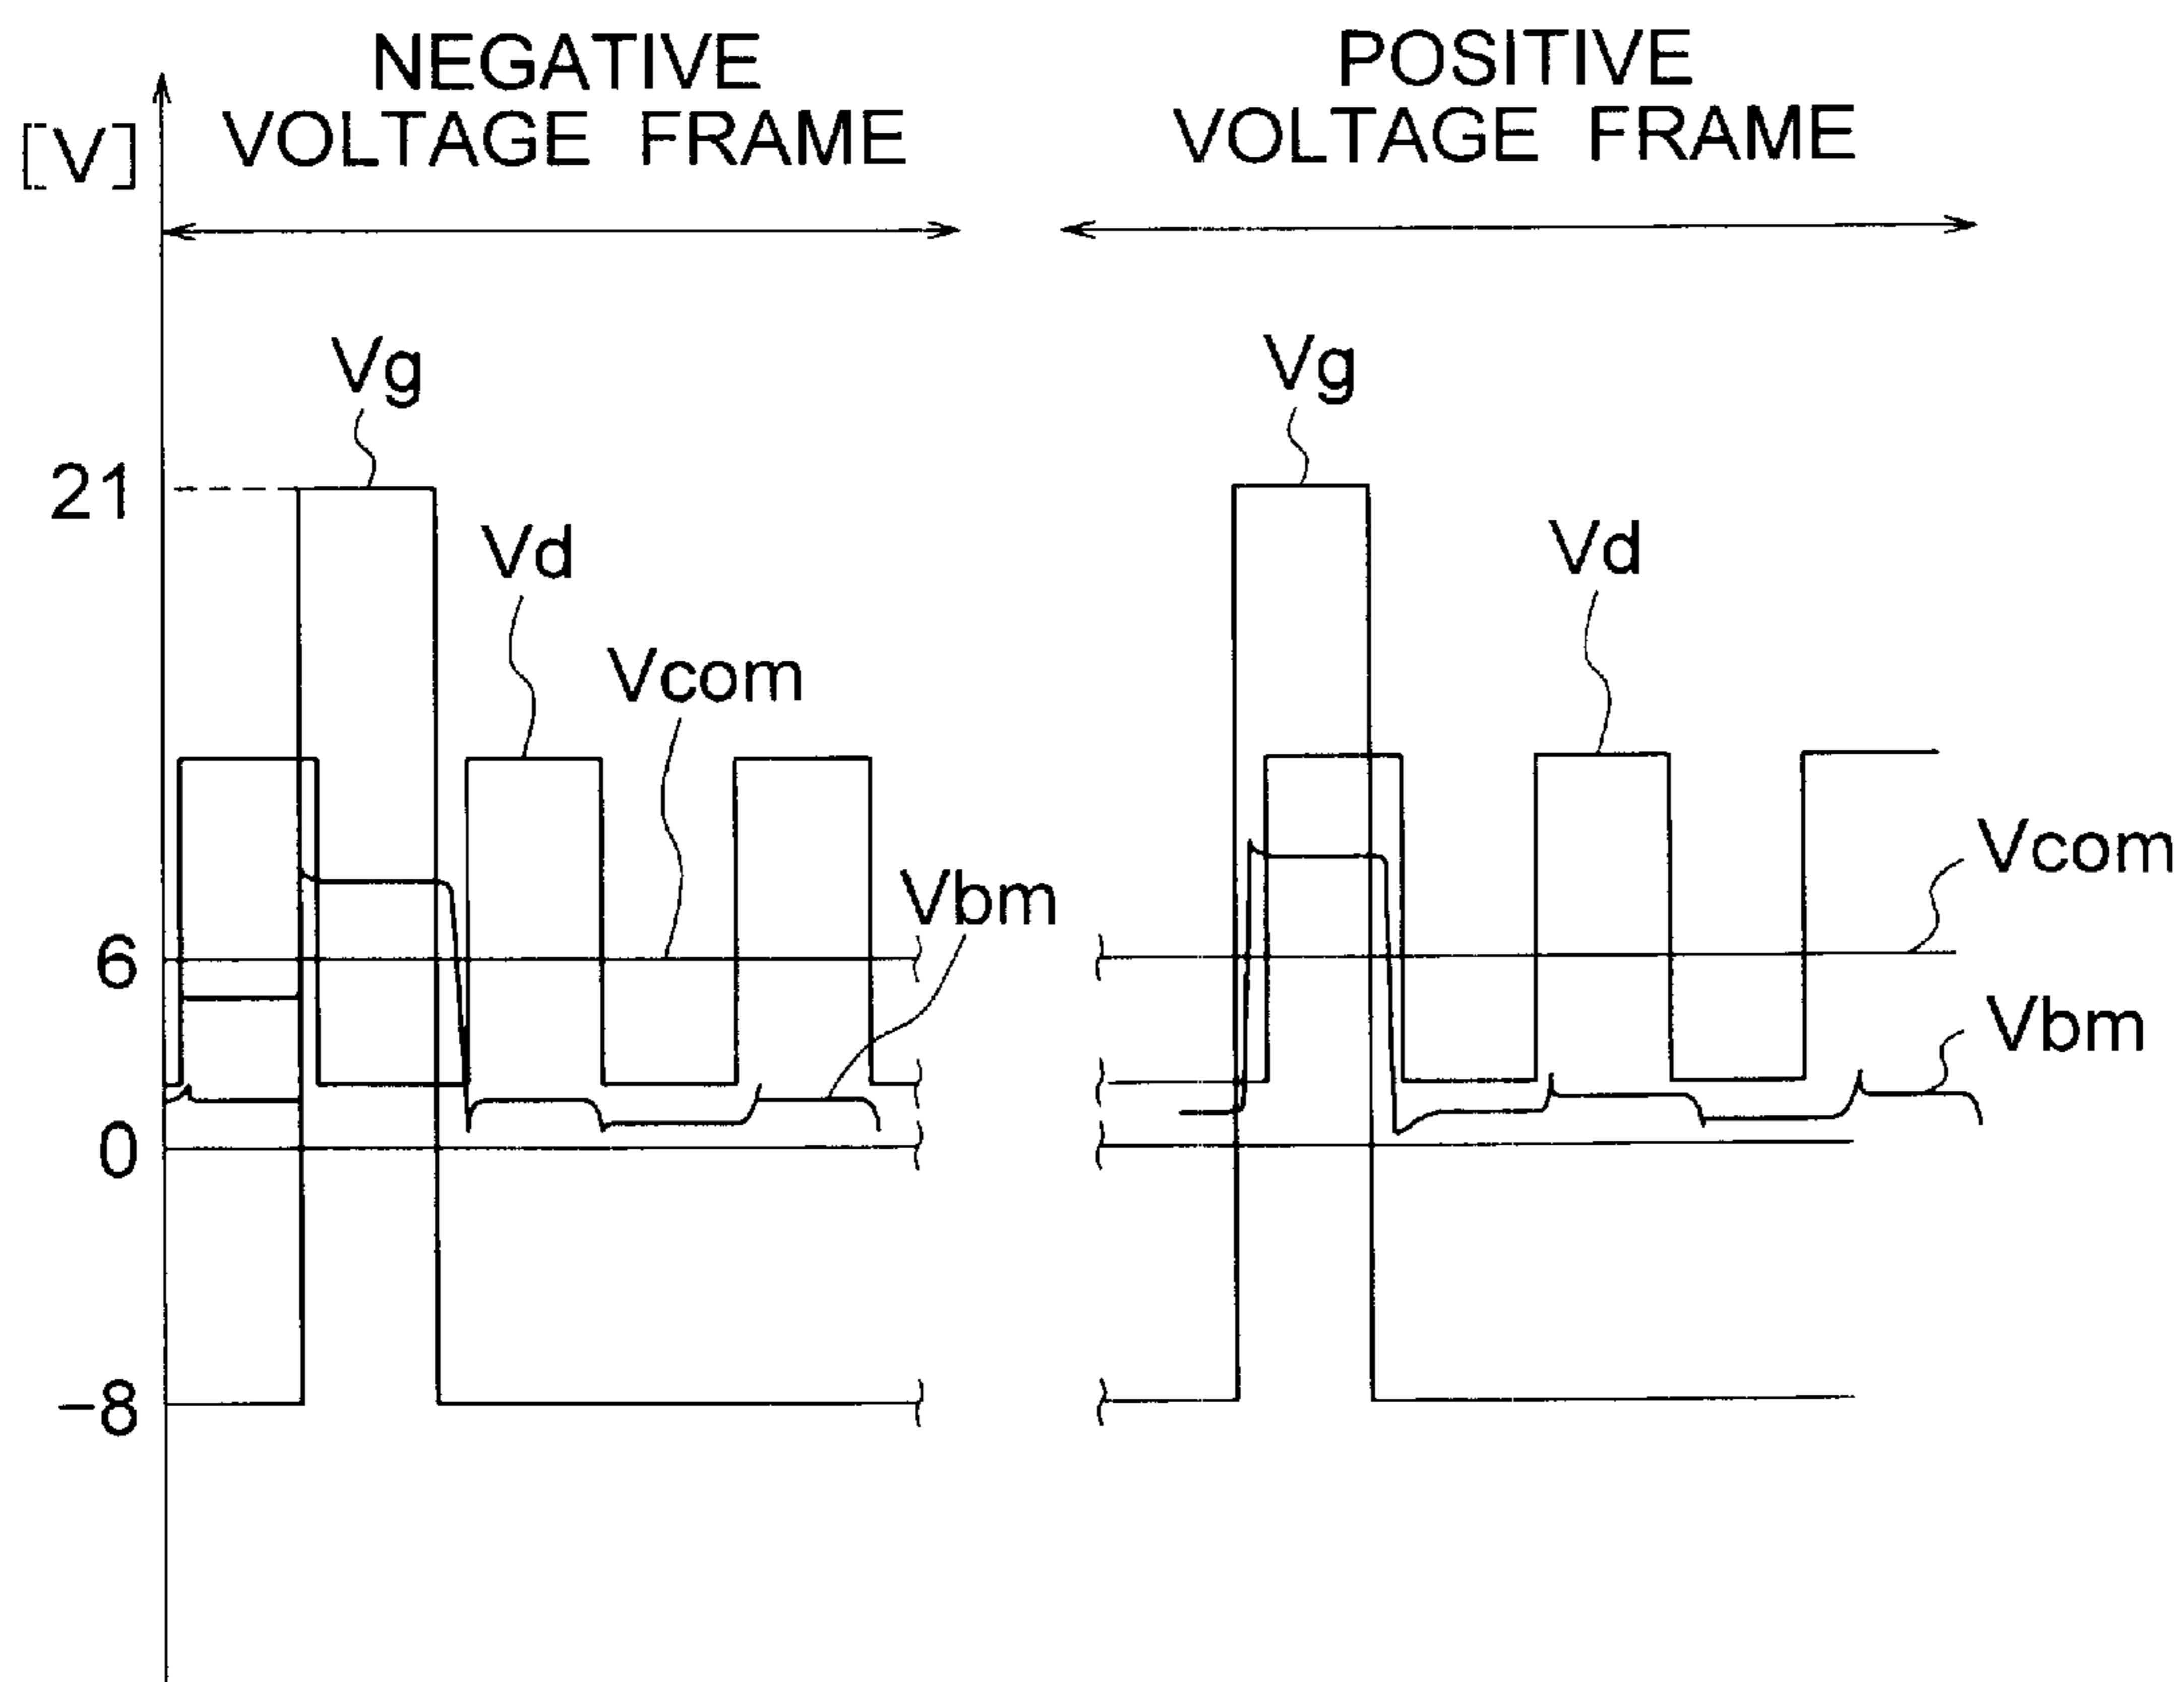 NEGATIVE
VOLTAGE FRAME
POSITIVE
VOLTAGE FRAME
[V]
Vg
Vg
21
Vd
Vd
Vcom
Vcom
Vbm
6
Vbm
0
-8